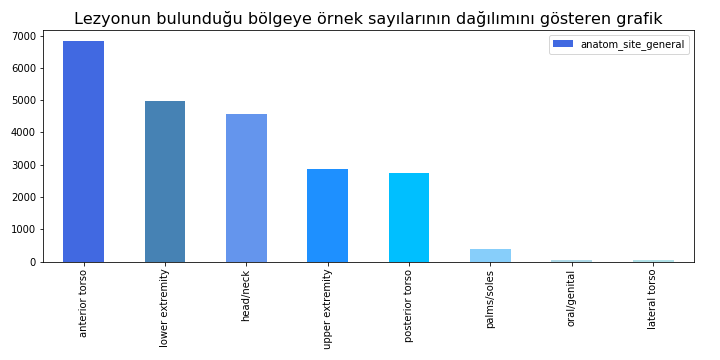 Lezyonun bulunduğu bölgeye örnek sayılarının dağılımını gösteren grafik
anatom_site_general
7000
6000
5000
4000
3000
2000
1000
0
anterior torso
lower extremity
head/neck
upper extremity
posterior torso
palms/soles
oral/genital
lateral torso